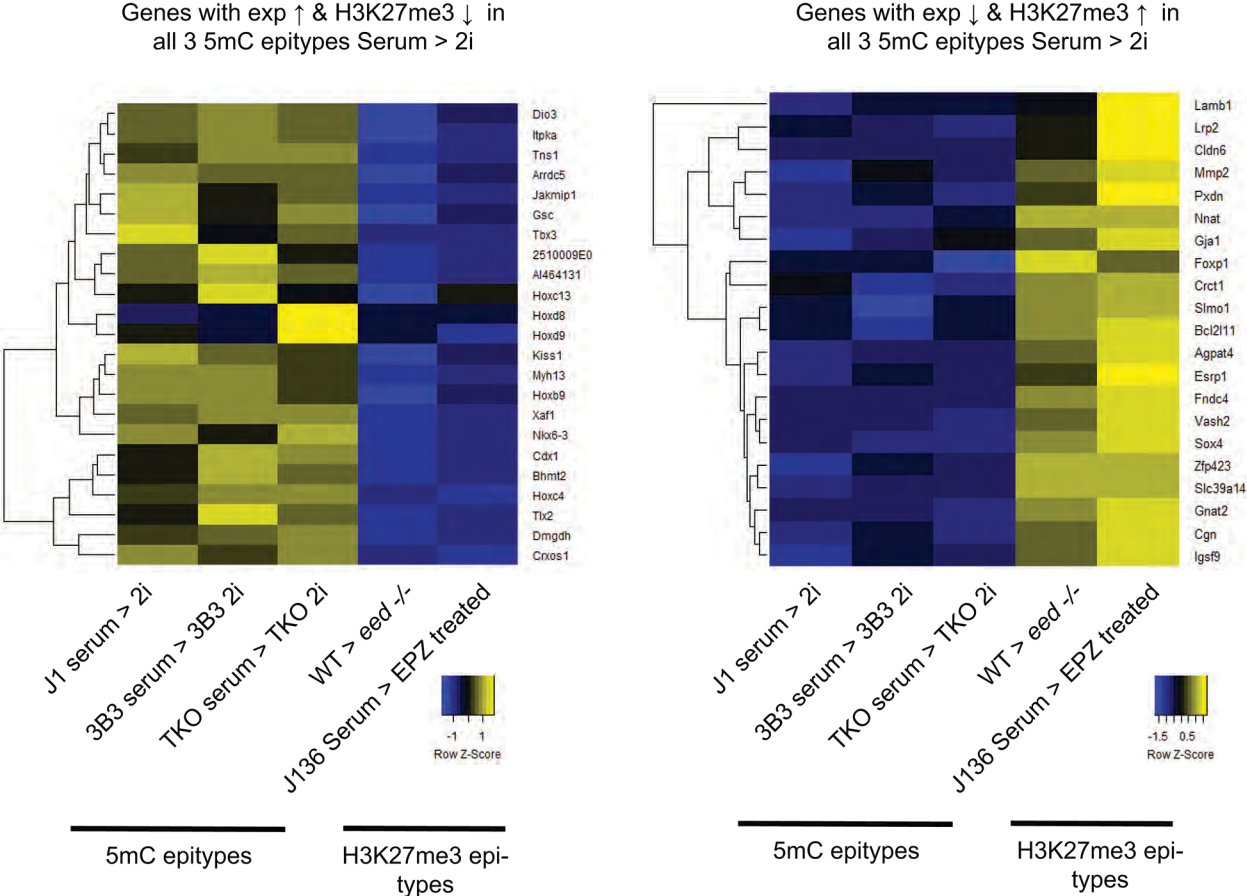 Genes with exp ↑ & H3K27me3 ↓ in
all 3 5mC epitypes Serum > 2i
Dio3
Itpka
Tns1
Arrdc5
Jakmip1
Gsc
Tbx3
2510009E0
AI464131
Hoxc13
Hoxd8
Hoxd9
Kiss1
Myh13
Hoxb9
Xaf1
Nkx6-3
Cdx1
Bhmt2
Hoxc4
Tlx2
Dmgdh
Crxos1
J1 serum > 2i
3B3 serum > 3B3 2i
TKO serum > TKO 2i
WT > eed -/-
J136 Serum > EPZ treated
-1 1
Row Z-Score
5mC epitypes
H3K27me3 epi-
types
Genes with exp ↓ & H3K27me3 ↑ in
all 3 5mC epitypes Serum > 2i
Lamb1
Lrp2
Cldn6
Mmp2
Pxdn
Nnat
Gja1
Foxp1
Crct1
Slmo1
Bcl2l11
Agpat4
Esrp1
Fndc4
Vash2
Sox4
Zfp423
Slc39a14
Gnat2
Cgn
Igsf9
J1 serum > 2i
3B3 serum > 3B3 2i
TKO serum > TKO 2i
WT > eed -/-
J136 Serum > EPZ treated
-1.5 0.5
Row Z-Score
5mC epitypes
H3K27me3 epi-
types